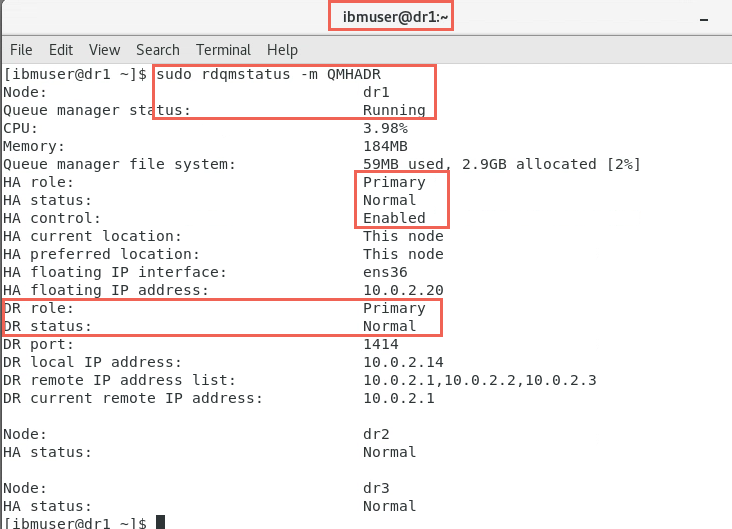 ibmuser@dr1:~
File Edit View Search Terminal Help
[ibmuser@dr1 ~]$ sudo rdqmstatus -m QMHADR
Node: dr1
Queue manager status: Running
CPU: 3.98%
Memory: 184MB
Queue manager file system: 59MB used, 2.9GB allocated [2%]
HA role: Primary
HA status: Normal
HA control: Enabled
HA current location: This node
HA preferred location: This node
HA floating IP interface: ens36
HA floating IP address: 10.0.2.20
DR role: Primary
DR status: Normal
DR port: 1414
DR local IP address: 10.0.2.14
DR remote IP address list: 10.0.2.1,10.0.2.2,10.0.2.3
DR current remote IP address: 10.0.2.1
Node: dr2
HA status: Normal
Node: dr3
HA status: Normal
[ibmuser@dr1 ~]$